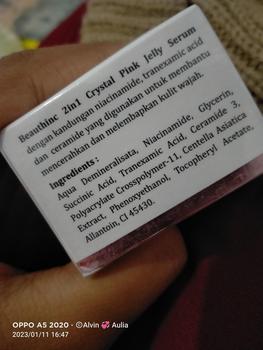 Beauthinc 2in1 Crystal Pink Jelly Serum
dengan kandungan niacinamide, tranexamic acid
dan ceramide yang digunakan untuk membantu
mencerahkan dan melembapkan kulit wajah.
Ingredients:
Aqua Demineralisata, Niacinamide, Glycerin,
Succinic Acid, Tranexamic Acid, Ceramide 3,
Polyacrylate Crosspolymer-11, Centella Asiatica
Extract, Phenoxyethanol, Tocopheryl Acetate,
Allantoin, CI 45430.
OPPO A5 2020 · ©Alvin 💞 Aulia
2023/01/11 16:47